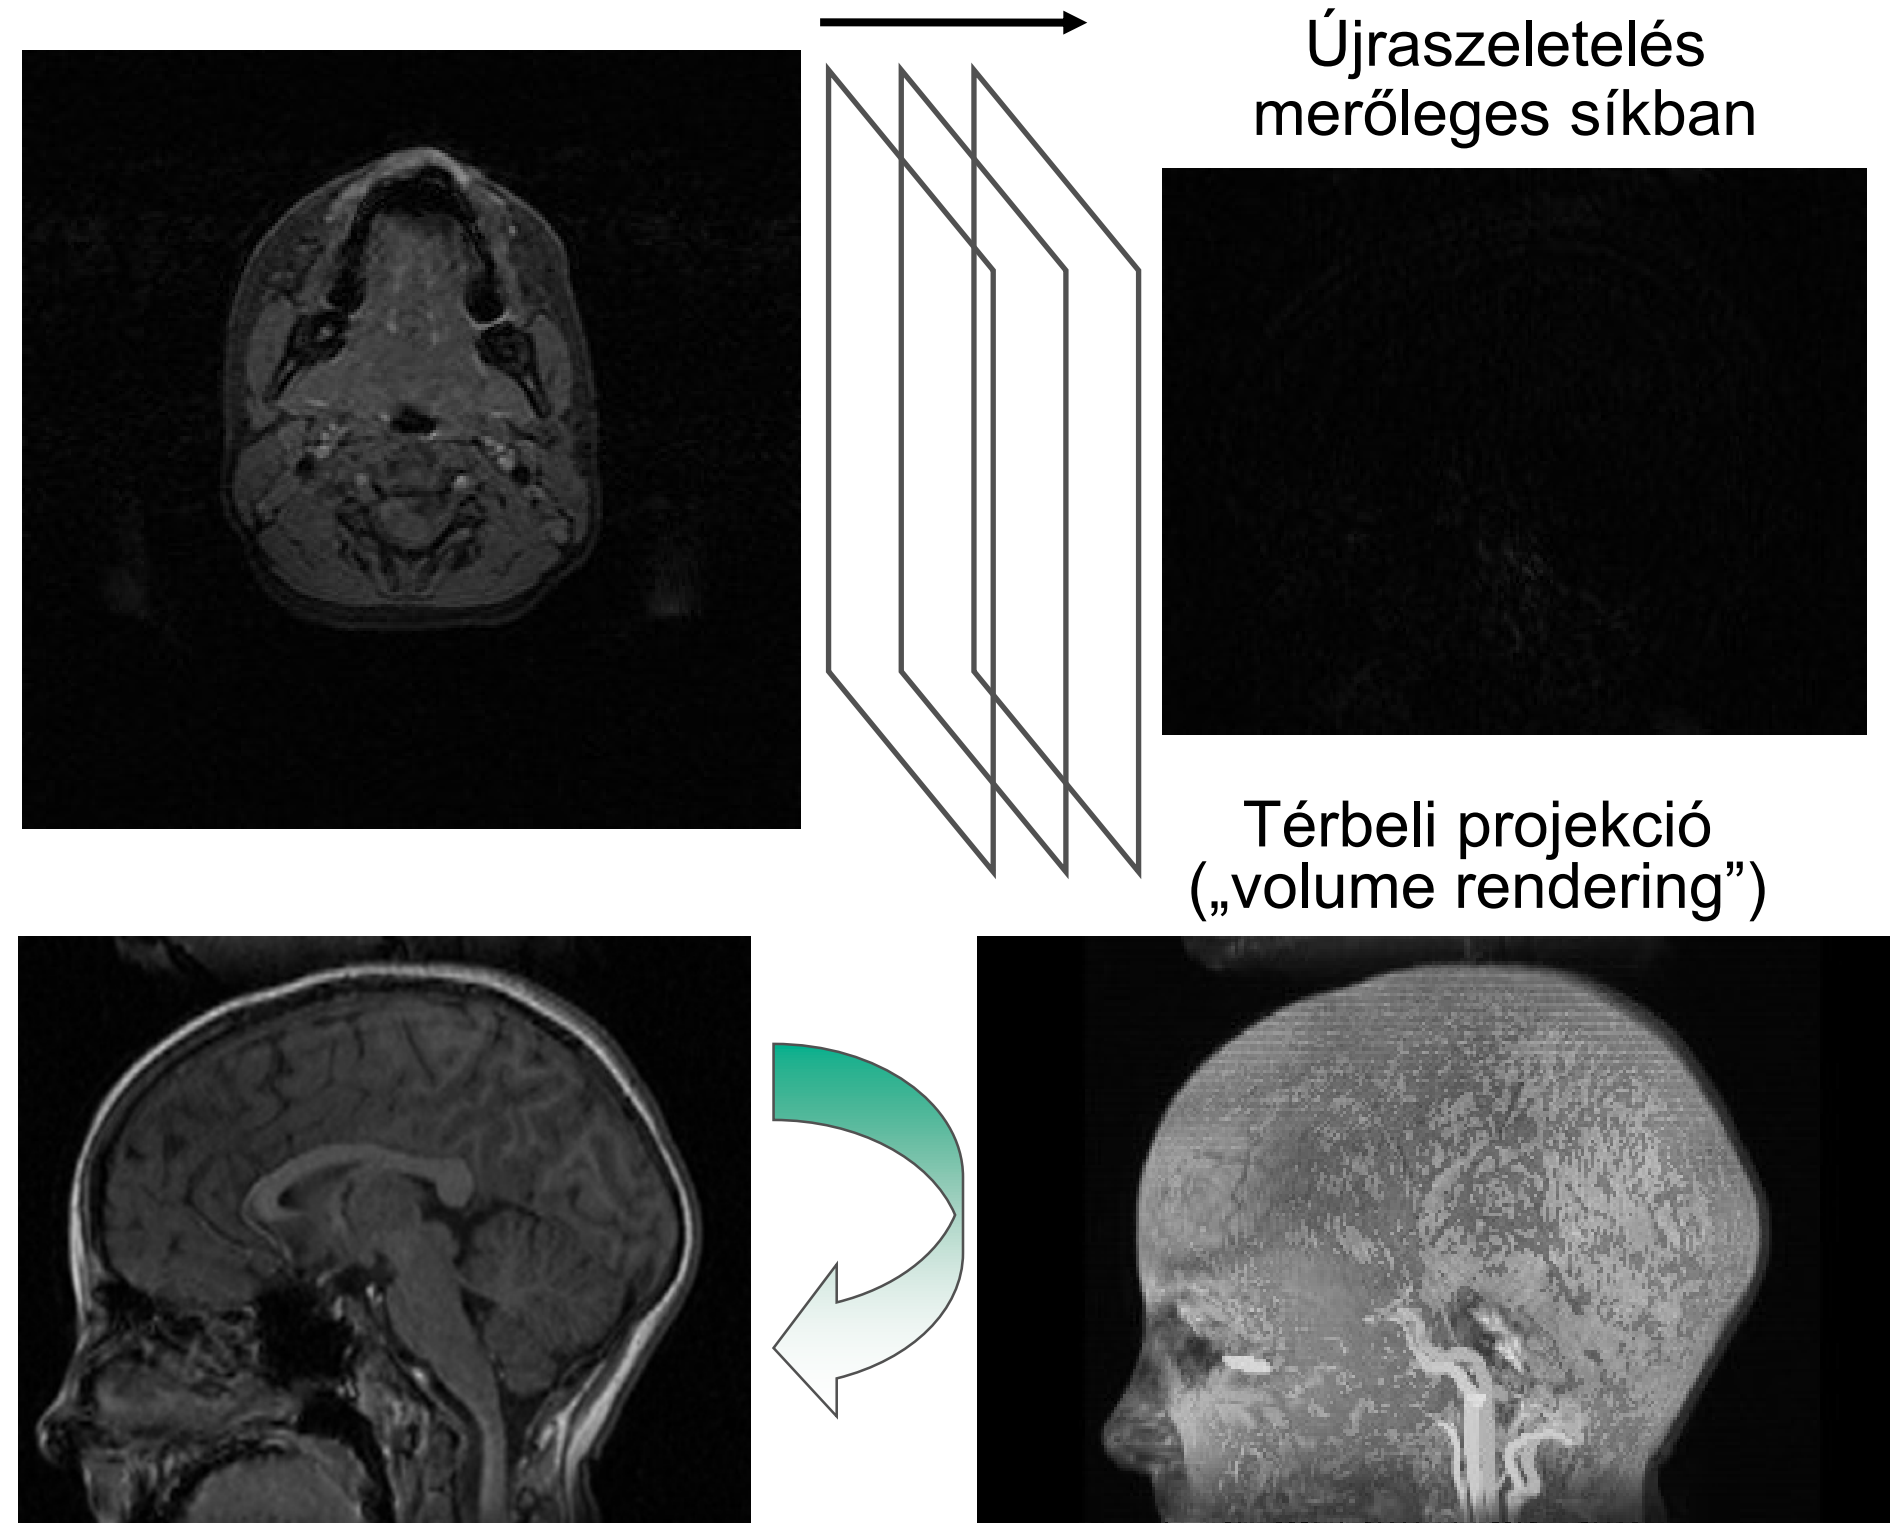 Újraszeletelés
merőleges síkban
Térbeli projekció
(„volume rendering”)